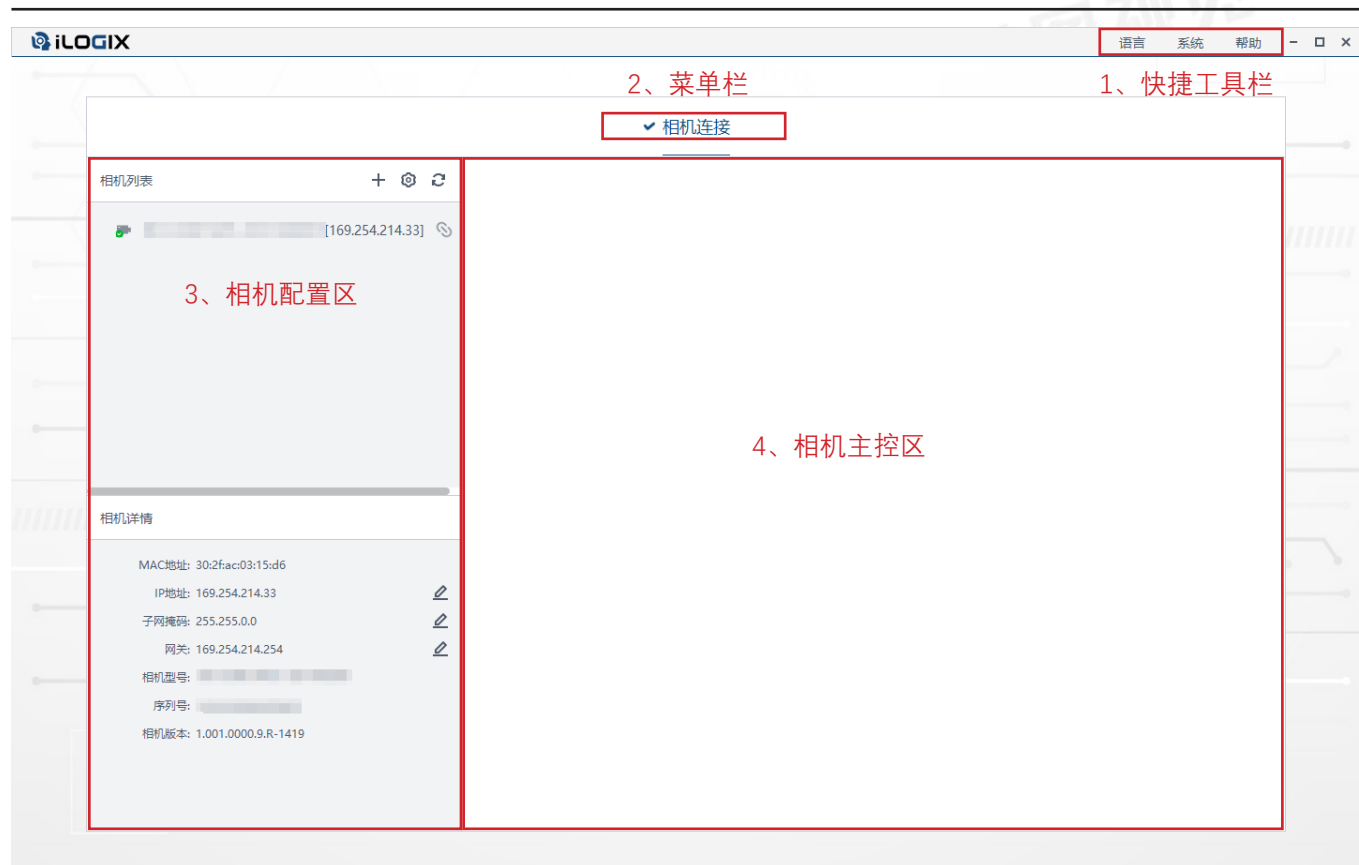 iLOGIX
语言 系统 帮助
2、菜单栏
1、快捷工具栏
相机连接
相机列表
[169.254.214.33]
3、相机配置区
4、相机主控区
相机详情
MAC地址: 30:2f:ac:03:15:d6
IP地址: 169.254.214.33
子网掩码: 255.255.0.0
网关: 169.254.214.254
相机型号:
序列号:
相机版本: 1.001.0000.9.R-1419